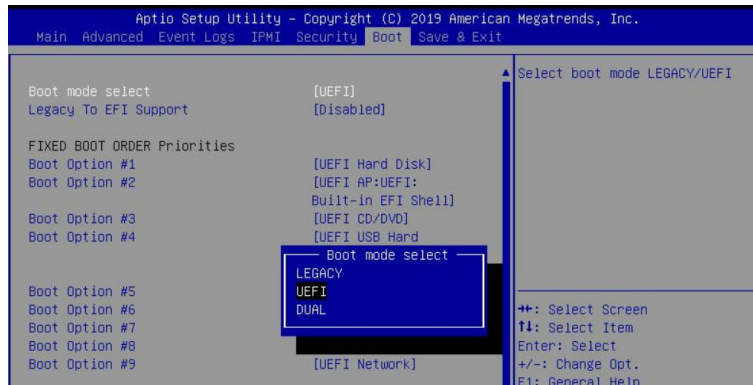 Aptio Setup Utility – Copyright (C) 2019 American Megatrends, Inc.
Main Advanced Event Logs IPMI Security Boot Save & Exit
Boot mode select [UEFI]
Legacy To EFI Support [Disabled]
FIXED BOOT ORDER Priorities
Boot Option #1 [UEFI Hard Disk]
Boot Option #2 [UEFI AP:UEFI:
Built-in EFI Shell]
Boot Option #3 [UEFI CD/DVD]
Boot Option #4 [UEFI USB Hard
Boot Option #5
Boot Option #6
Boot Option #7
Boot Option #8
Boot Option #9 [UEFI Network]
Boot mode select
LEGACY
UEFI
DUAL
Select boot mode LEGACY/UEFI
→←: Select Screen
↑↓: Select Item
Enter: Select
+/-: Change Opt.
F1: General Help